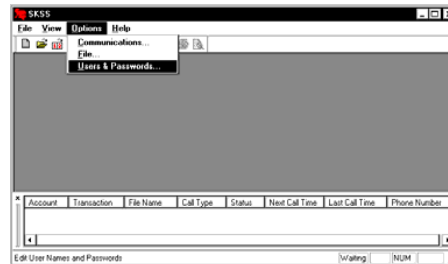 SKSS
File View Options Help
Communications...
File...
Users & Passwords...
Account Transaction File Name Call Type Status Next Call Time Last Call Time Phone Number
Edit User Names and Passwords Waiting NUM